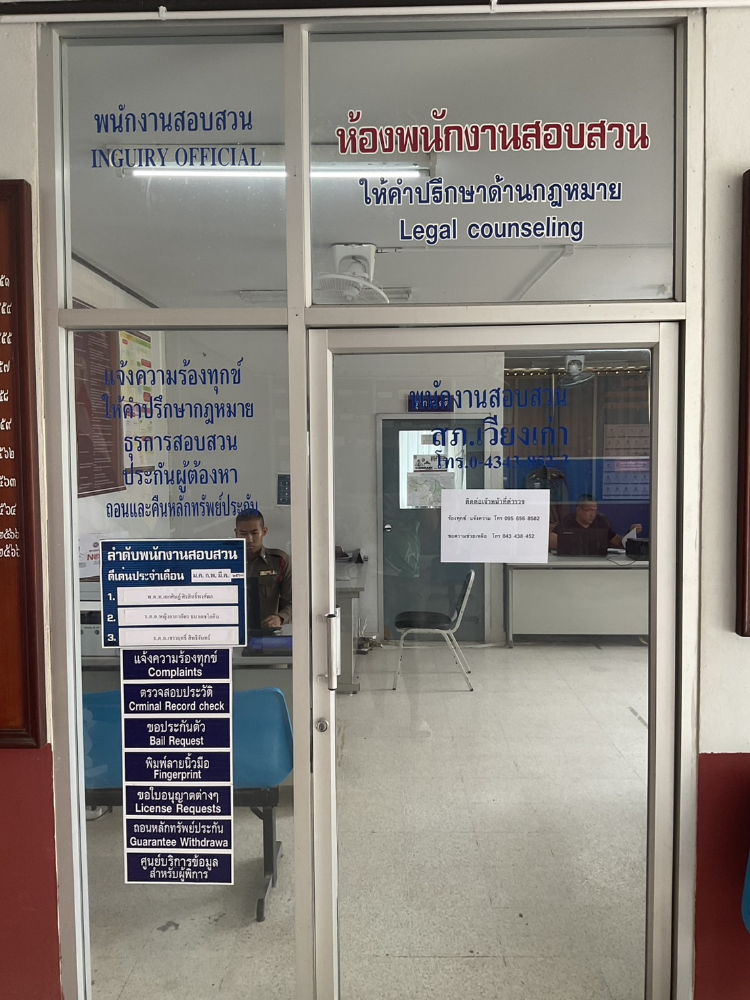 พนักงานสอบสวน
INGUIRY OFFICIAL
ห้องพนักงานสอบสวน
ให้คำปรึกษาด้านกฎหมาย
Legal counseling
แจ้งความร้องทุกข์
ให้คำปรึกษากฎหมาย
ธุรการสอบสวน
ประกันผู้ต้องหา
ถอนและคืนหลักทรัพย์ประกัน
พนักงานสอบสวน
สภ.เวียงเก่า
โทร.0-4343-852-3
ติดต่อเจ้าหน้าที่ตำรวจ
ร้องทุกข์ แจ้งความ โทร 095 656 8582
ขอความช่วยเหลือ โทร 043 438 452
ลำดับพนักงานสอบสวน
ดีเด่นประจำเดือน ม.ค. ก.พ. มี.ค.
1.
2.
3.
แจ้งความร้องทุกข์
Complaints
ตรวจสอบประวัติ
Crminal Record check
ขอประกันตัว
Bail Request
พิมพ์ลายนิ้วมือ
Fingerprint
ขอใบอนุญาตต่างๆ
License Requests
ถอนหลักทรัพย์ประกัน
Guarantee Withdrawa
ศูนย์บริการข้อมูล
สำหรับผู้พิการ